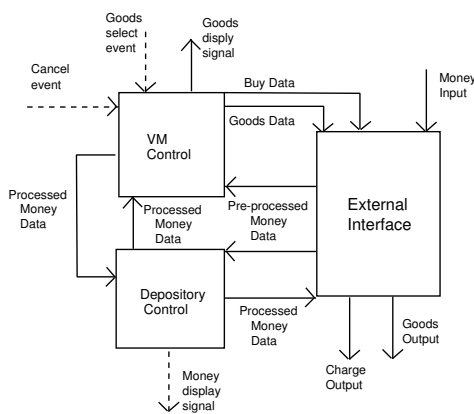 Goods
select
event
Goods
disply
signal
Cancel
event
Buy Data
Money
Input
Goods Data
VM
Control
Processed
Money
Data
Processed
Money
Data
Pre-processed
Money
Data
External
Interface
Depository
Control
Processed
Money
Data
Goods
Output
Charge
Output
Money
display
signal